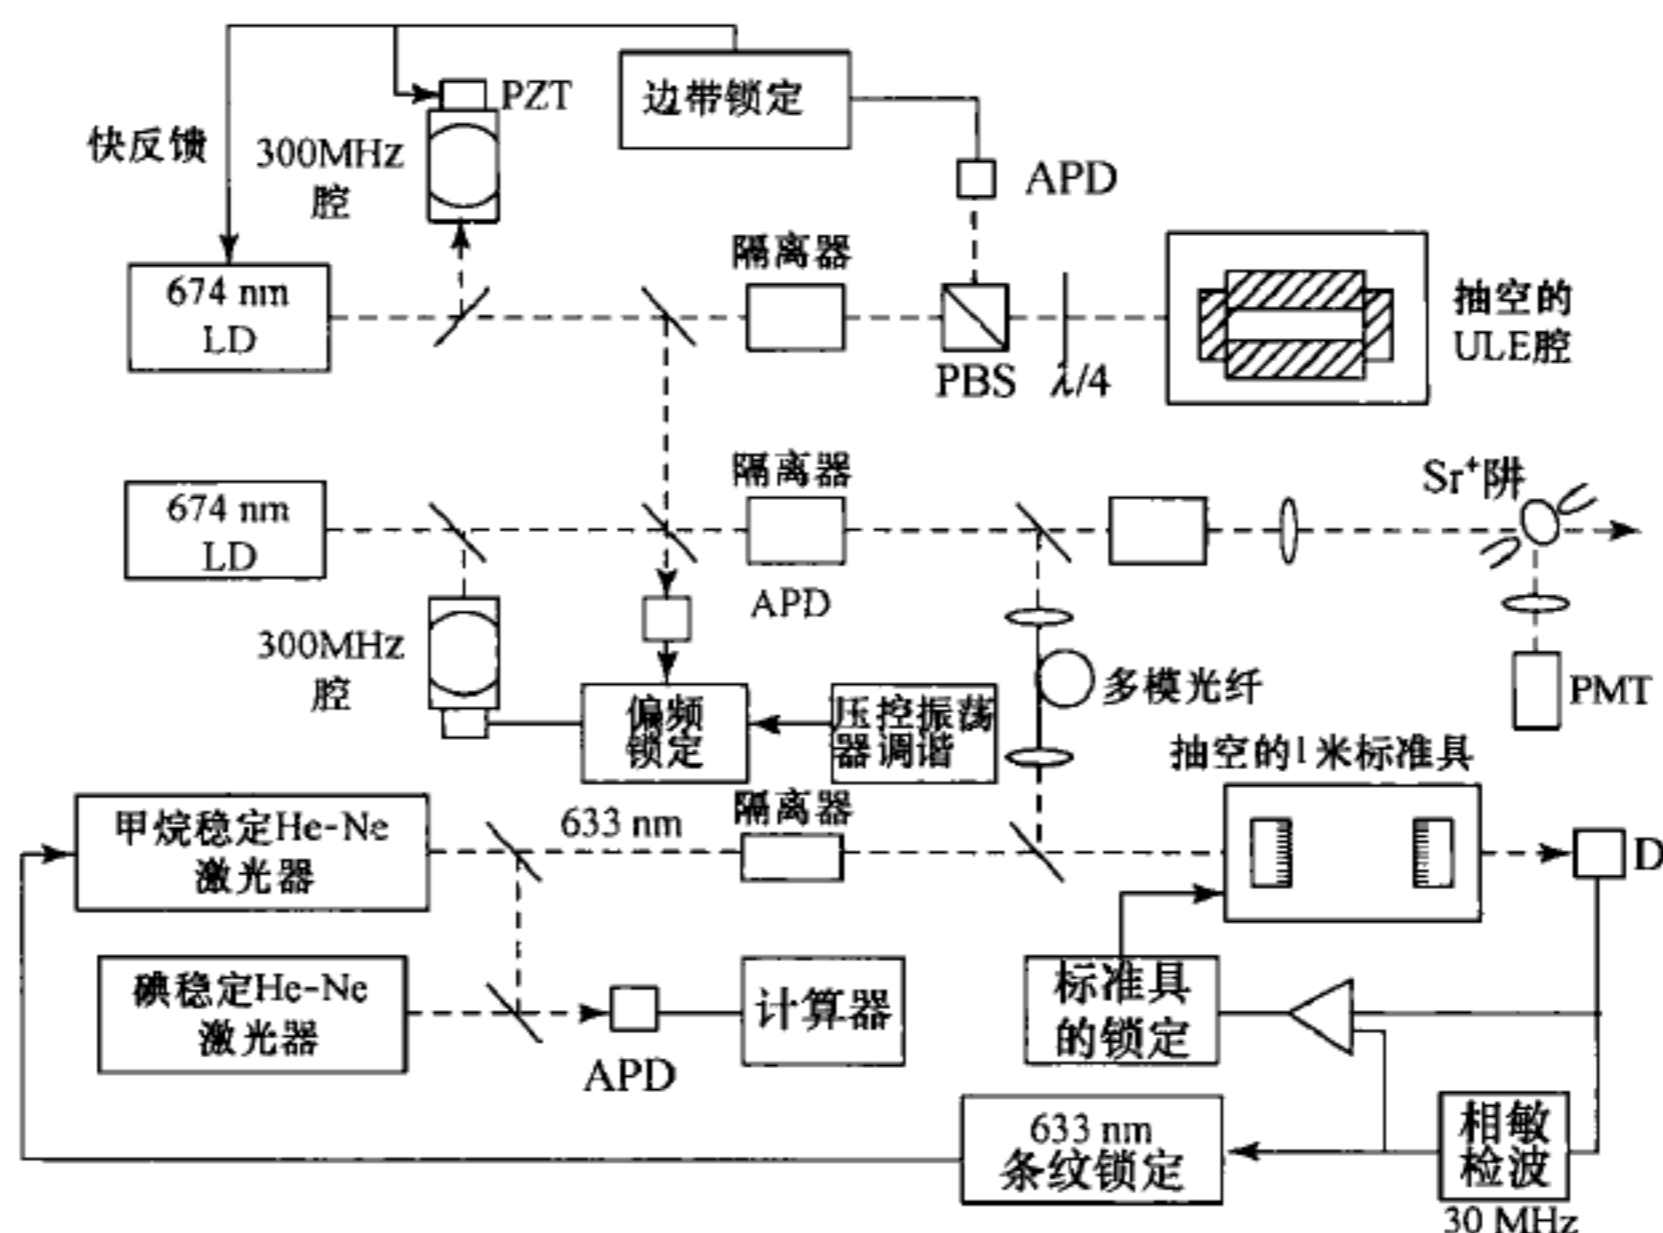 PZT
边带锁定
快反馈
300MHz
腔
APD
隔离器
674 nm
LD
抽空的
ULE腔
PBS
λ/4
隔离器
Sr⁺阱
674 nm
LD
APD
300MHz
腔
偏频
锁定
压控振荡
器调谐
多模光纤
PMT
抽空的1米标准具
隔离器
甲烷稳定He-Ne
激光器
633 nm
D
碘稳定He-Ne
激光器
计算器
标准具
的锁定
APD
633 nm
条纹锁定
相敏
检波
30 MHz